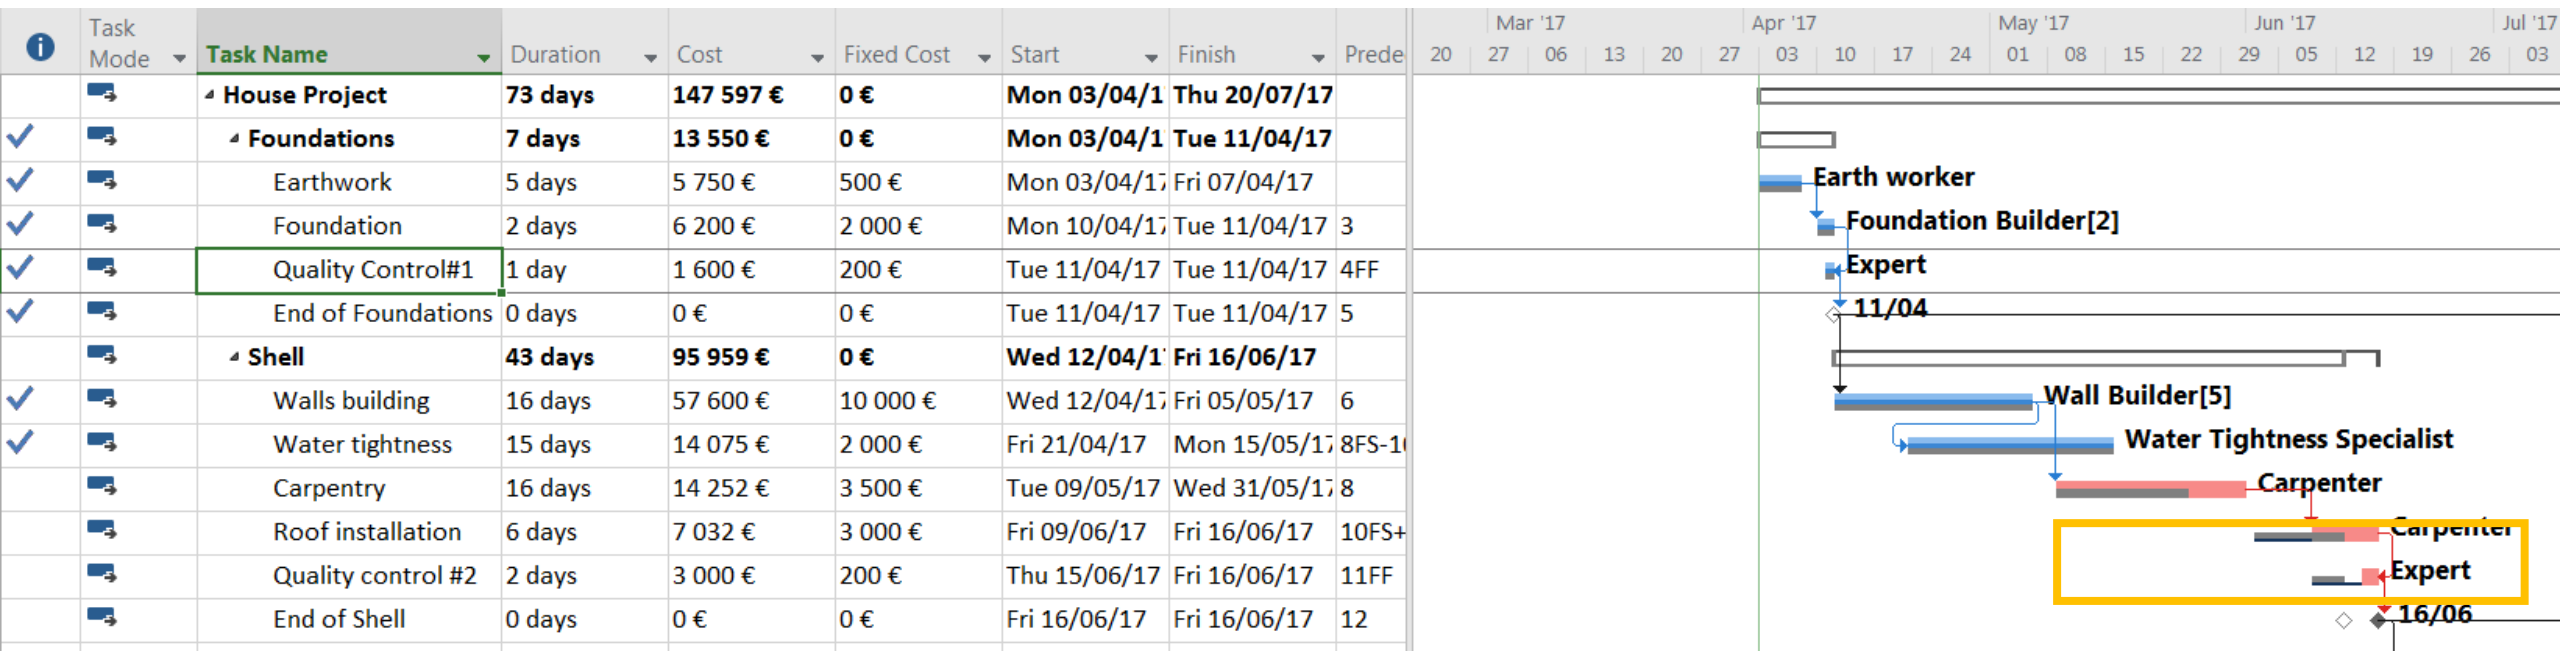 Task Mode
Task Name
Duration
Cost
Fixed Cost
Start
Finish
Prede
Mar '17 Apr '17 May '17 Jun '17 Jul '17
20 27 06 13 20 27 03 10 17 24 01 08 15 22 29 05 12 19 26 03
House Project 73 days 147 597 € 0 € Mon 03/04/1 Thu 20/07/17
Foundations 7 days 13 550 € 0 € Mon 03/04/1 Tue 11/04/17
Earthwork 5 days 5 750 € 500 € Mon 03/04/17 Fri 07/04/17 Earth worker
Foundation 2 days 6 200 € 2 000 € Mon 10/04/17 Tue 11/04/17 3 Foundation Builder[2]
Quality Control#1 1 day 1 600 € 200 € Tue 11/04/17 Tue 11/04/17 4FF Expert
End of Foundations 0 days 0 € 0 € Tue 11/04/17 Tue 11/04/17 5 11/04
Shell 43 days 95 959 € 0 € Wed 12/04/1 Fri 16/06/17
Walls building 16 days 57 600 € 10 000 € Wed 12/04/17 Fri 05/05/17 6 Wall Builder[5]
Water tightness 15 days 14 075 € 2 000 € Fri 21/04/17 Mon 15/05/17 8FS-10 Water Tightness Specialist
Carpentry 16 days 14 252 € 3 500 € Tue 09/05/17 Wed 31/05/17 8 Carpenter
Roof installation 6 days 7 032 € 3 000 € Fri 09/06/17 Fri 16/06/17 10FS+ Carpenter
Quality control #2 2 days 3 000 € 200 € Thu 15/06/17 Fri 16/06/17 11FF Expert
End of Shell 0 days 0 € 0 € Fri 16/06/17 Fri 16/06/17 12 16/06